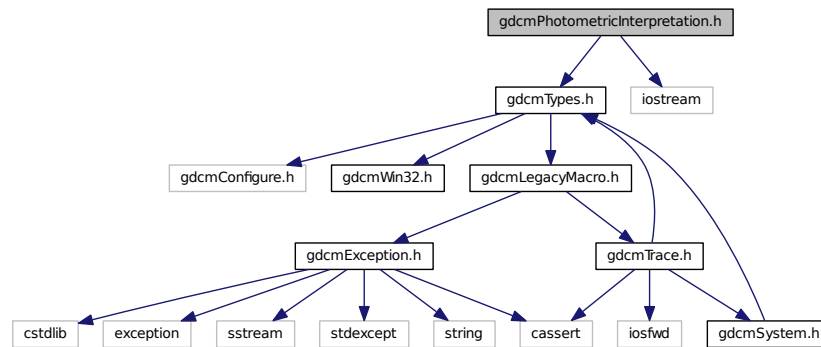 gdcmPhotometricInterpretation.h
gdcmTypes.h
iostream
gdcmConfigure.h
gdcmWin32.h
gdcmLegacyMacro.h
gdcmException.h
gdcmTrace.h
cstdlib
exception
sstream
stdexcept
string
cassert
iosfwd
gdcmSystem.h